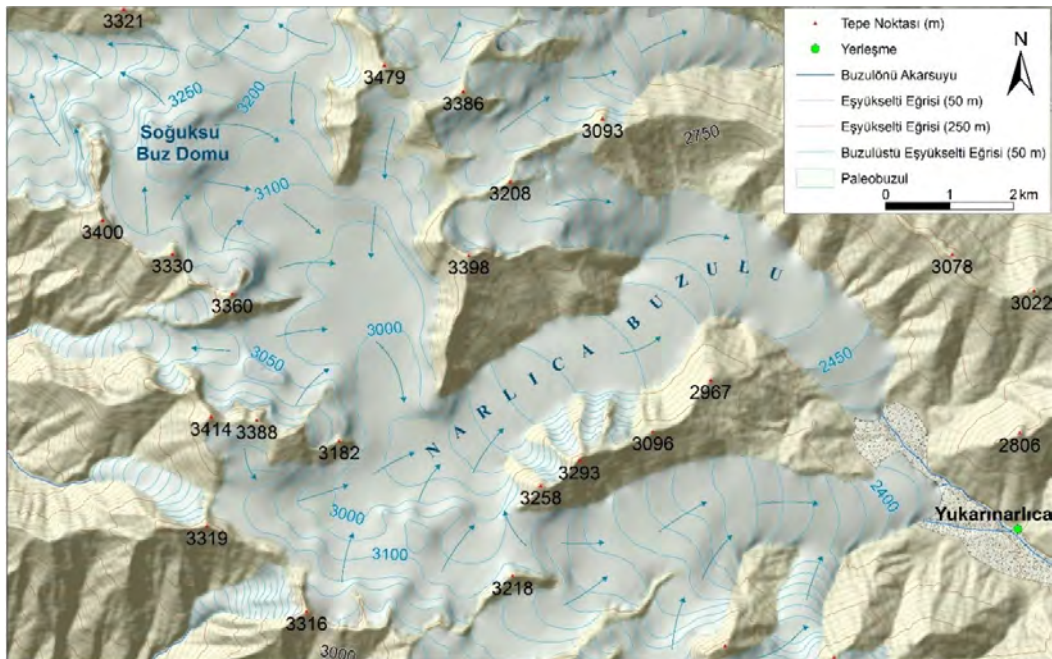 3321
3479
3386
3250
3200
3093
2750
Soğuksu
Buz Domu
3100
3208
3400
3330
3398
3360
3078
3022
3000
3050
2450
NARLICA BUZULU
2967
3414
3388
3182
3096
2806
3293
3258
2400
3000
Yukarınarlıca
3319
3100
3218
3316
3000
Tepe Noktası (m)
Yerleşme
Buzulönü Akarsuyu
Eşyükselti Eğrisi (50 m)
Eşyükselti Eğrisi (250 m)
Buzulüstü Eşyükselti Eğrisi (50 m)
Paleobuzul
0 1 2 km
N